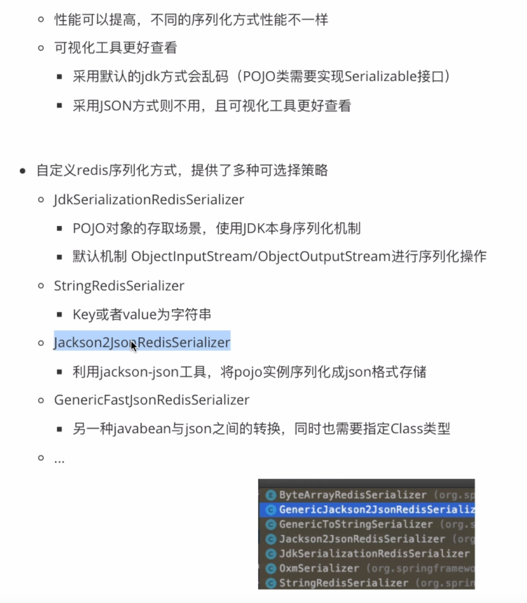 性能可以提高，不同的序列化方式性能不一样
可视化工具更好查看
采用默认的jdk方式会乱码（POJO类需要实现Serializable接口）
采用JSON方式则不用，且可视化工具更好查看
自定义redis序列化方式，提供了多种可选择策略
JdkSerializationRedisSerializer
POJO对象的存取场景，使用JDK本身序列化机制
默认机制 ObjectInputStream/ObjectOutputStream进行序列化操作
StringRedisSerializer
Key或者value为字符串
Jackson2JsonRedisSerializer
利用jackson-json工具，将pojo实例序列化成json格式存储
GenericFastJsonRedisSerializer
另一种javabean与json之间的转换，同时也需要指定Class类型
...
ByteArrayRedisSerializer (org.sp
GenericJackson2JsonRedisSerializ
GenericToStringSerializer (org.s
Jackson2JsonRedisSerializer (org
JdkSerializationRedisSerializer
OxmSerializer (org.springframewo
StringRedisSerializer (org.sprin